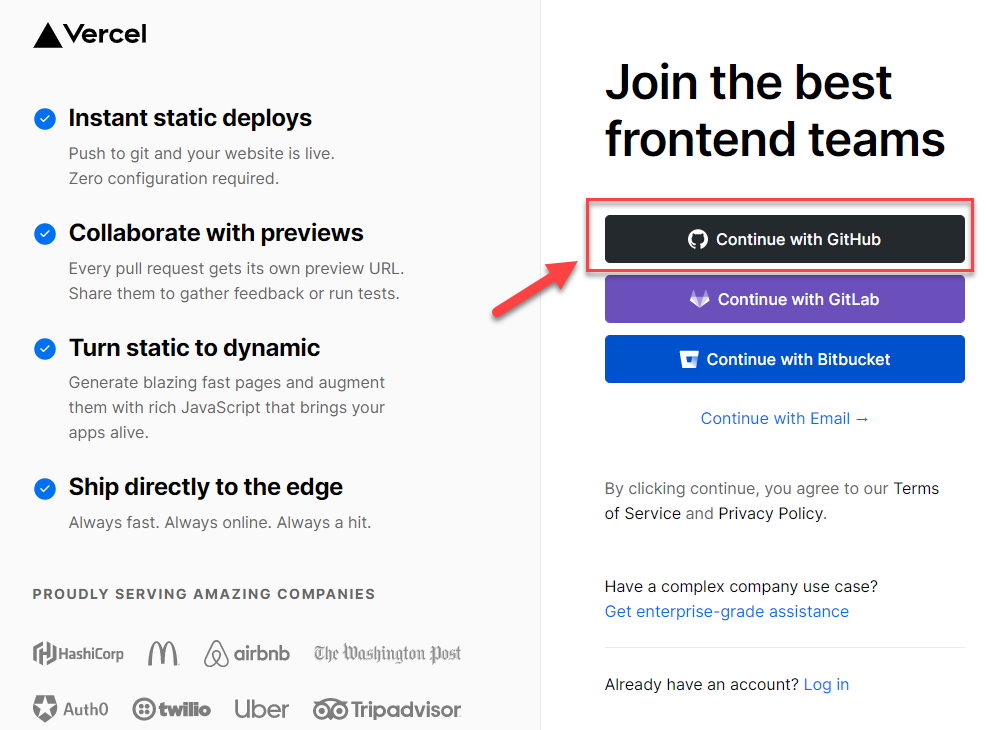 Vercel
Instant static deploys
Push to git and your website is live.
Zero configuration required.
Collaborate with previews
Every pull request gets its own preview URL.
Share them to gather feedback or run tests.
Turn static to dynamic
Generate blazing fast pages and augment
them with rich JavaScript that brings your
apps alive.
Ship directly to the edge
Always fast. Always online. Always a hit.
PROUDLY SERVING AMAZING COMPANIES
HashiCorp airbnb The Washington Post
Auth0 twilio Uber Tripadvisor
Join the best
frontend teams
Continue with GitHub
Continue with GitLab
Continue with Bitbucket
Continue with Email →
By clicking continue, you agree to our Terms
of Service and Privacy Policy.
Have a complex company use case?
Get enterprise-grade assistance
Already have an account? Log in